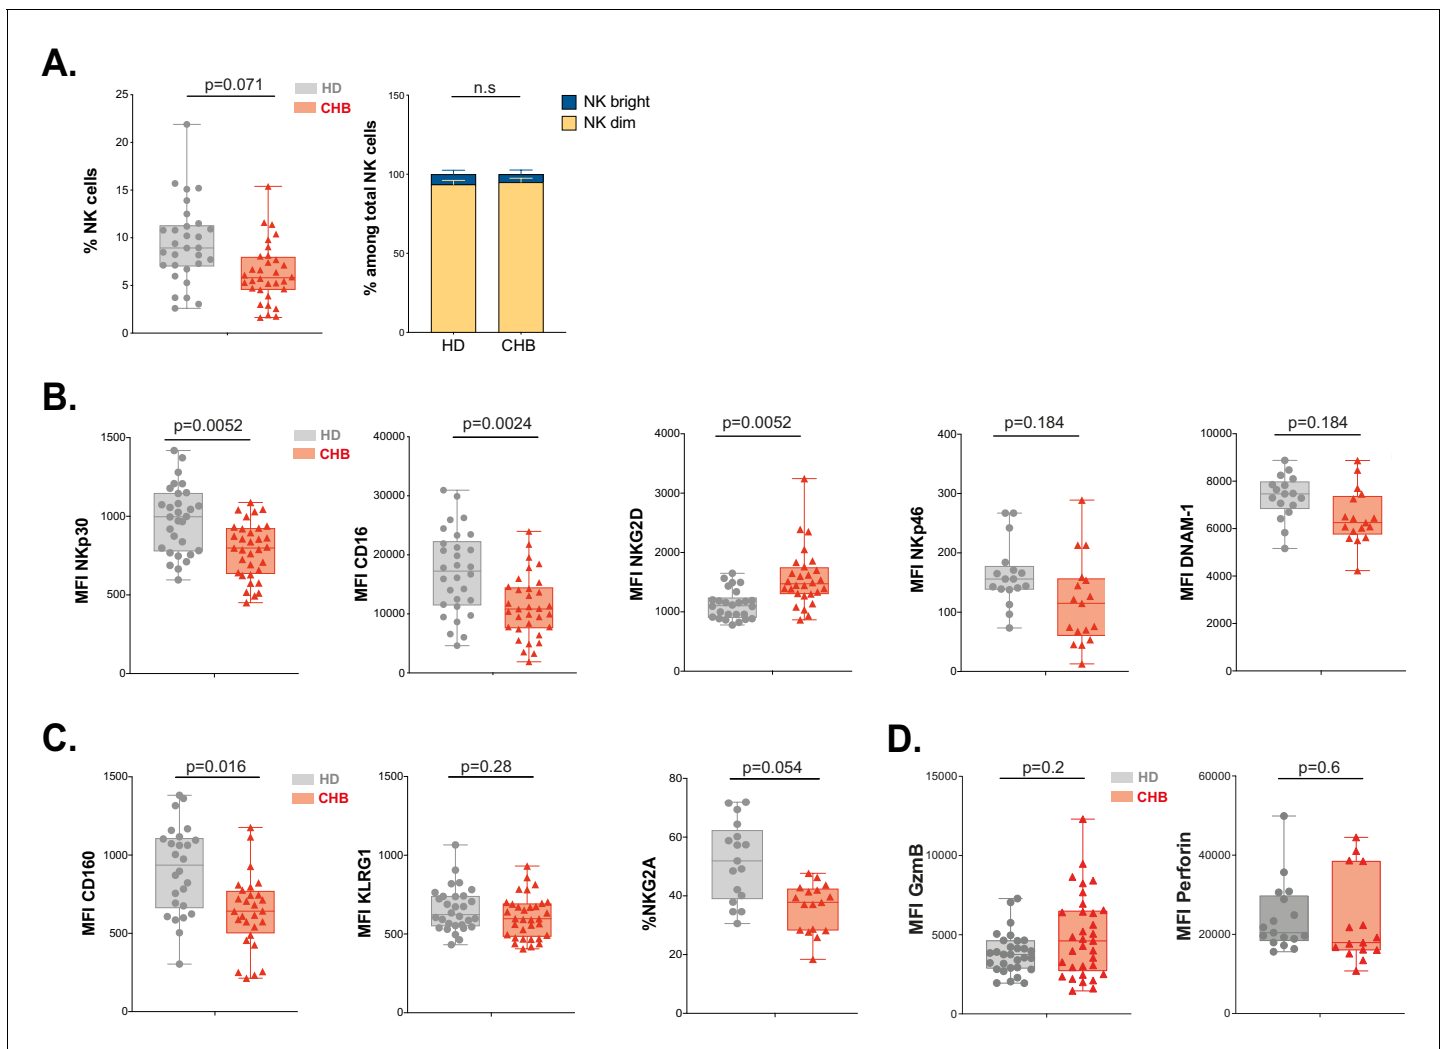 A.
p=0.071
HD
CHB
% NK cells
25
20
15
10
5
0
n.s
NK bright
NK dim
% among total NK cells
150
100
50
0
HD
CHB
B.
p=0.0052
HD
CHB
MFI NKp30
1500
1000
500
0
p=0.0024
MFI CD16
40000
30000
20000
10000
0
p=0.0052
MFI NKG2D
4000
3000
2000
1000
0
p=0.184
MFI NKp46
400
300
200
100
0
p=0.184
MFI DNAM-1
10000
8000
6000
4000
2000
0
C.
p=0.016
HD
CHB
MFI CD160
1500
1000
500
0
p=0.28
MFI KLRG1
1500
1000
500
0
p=0.054
%NKG2A
80
60
40
20
0
D.
p=0.2
HD
CHB
MFI GzmB
15000
10000
5000
0
p=0.6
MFI Perforin
60000
40000
20000
0